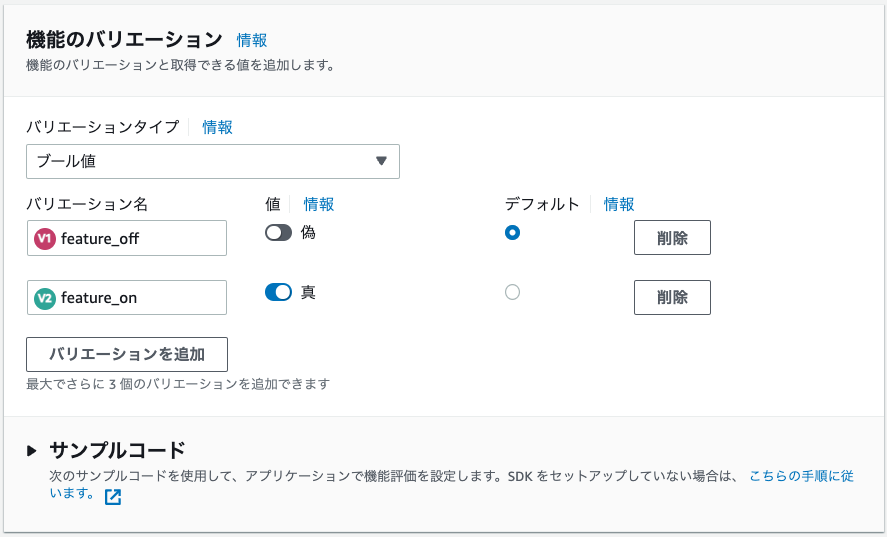 機能のバリエーション 情報
機能のバリエーションと取得できる値を追加します。
バリエーションタイプ 情報
ブール値
バリエーション名 値 情報 デフォルト 情報
V1 feature_off 偽 削除
V2 feature_on 真 削除
バリエーションを追加
最大でさらに 3 個のバリエーションを追加できます
サンプルコード
次のサンプルコードを使用して、アプリケーションで機能評価を設定します。SDK をセットアップしていない場合は、 こちらの手順に従
います。